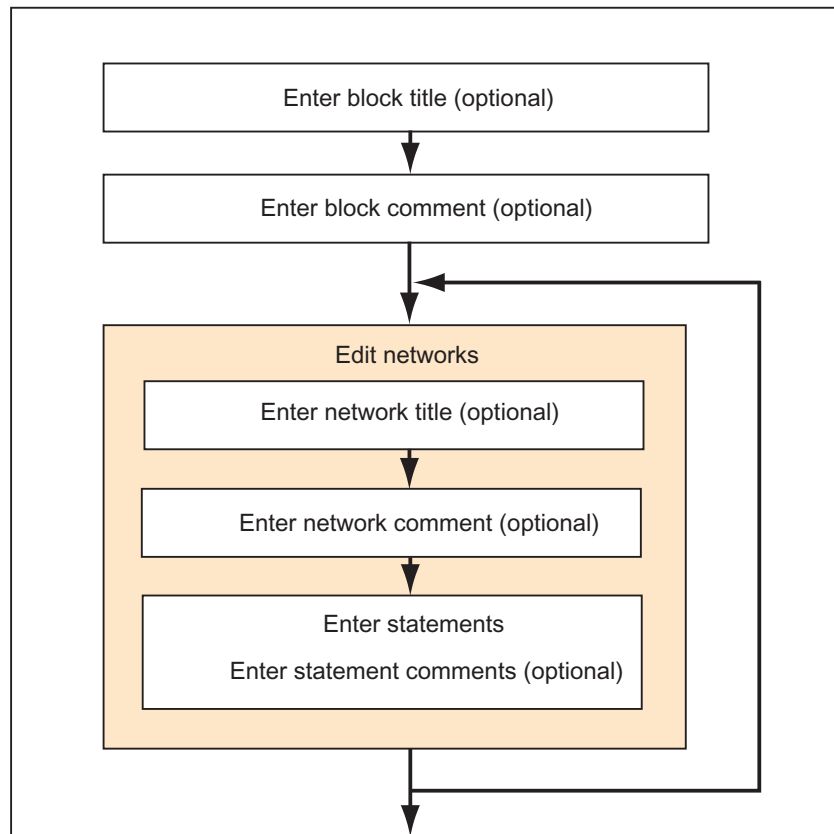 Enter block title (optional)
Enter block comment (optional)
Edit networks
Enter network title (optional)
Enter network comment (optional)
Enter statements
Enter statement comments (optional)